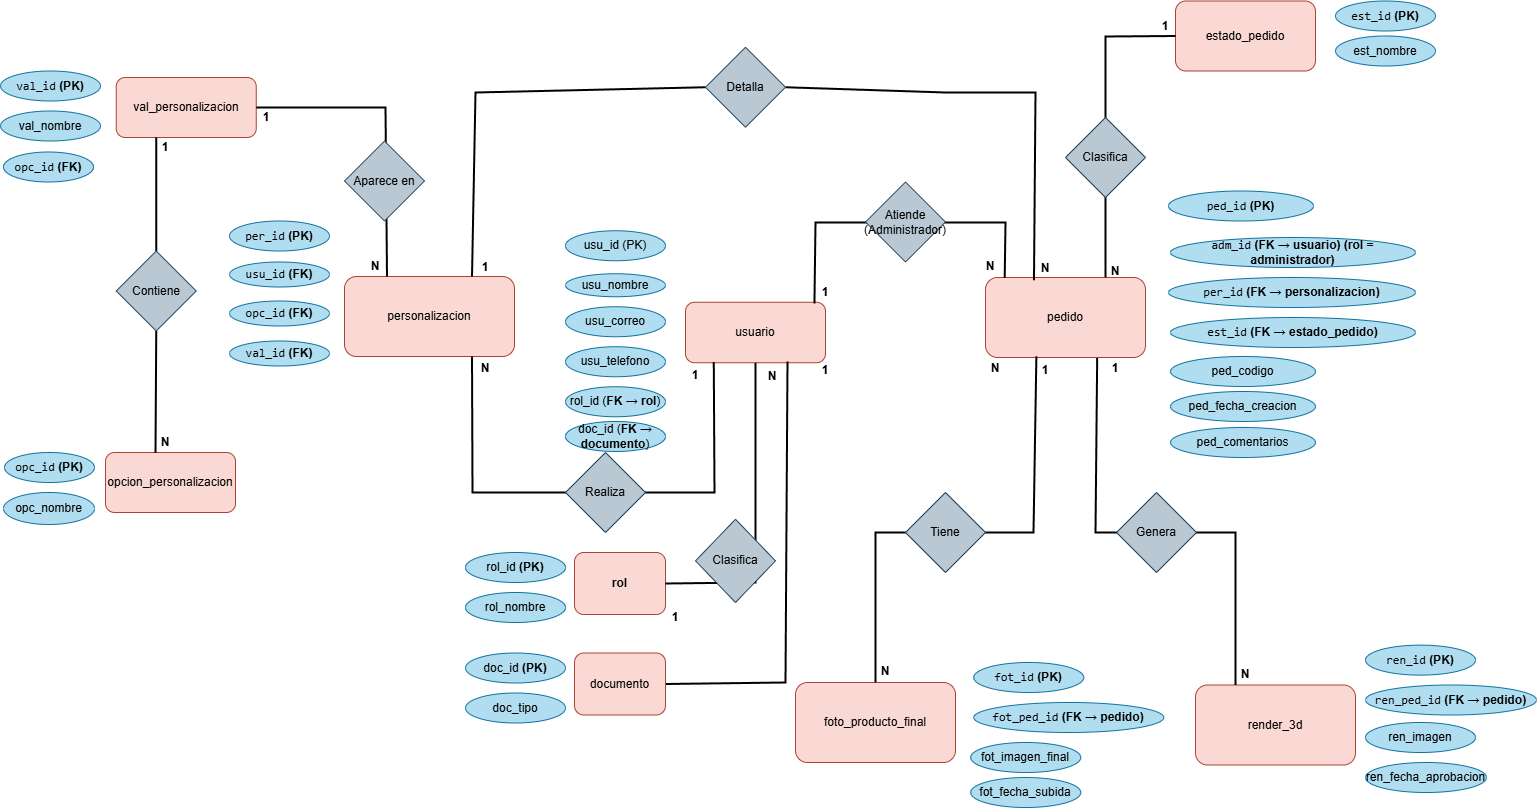 1
estado_pedido
est_id (PK)
est_nombre
val_id (PK)
val_nombre
opc_id (FK)
val_personalizacion
1
1
Detalla
Clasifica
Aparece en
Atiende
(Administrador)
ped_id (PK)
adm_id (FK → usuario) (rol =
administrador)
per_id (FK → personalizacion)
est_id (FK → estado_pedido)
ped_codigo
ped_fecha_creacion
ped_comentarios
per_id (PK)
usu_id (FK)
opc_id (FK)
val_id (FK)
N
1
personalizacion
N
usu_id (PK)
usu_nombre
usu_correo
usu_telefono
rol_id (FK → rol)
doc_id (FK →
documento)
1
usuario
1
N
1
N
N
N
pedido
N
1
1
Contiene
N
opc_id (PK)
opc_nombre
opcion_personalizacion
Realiza
Clasifica
Tiene
Genera
rol_id (PK)
rol_nombre
rol
1
doc_id (PK)
doc_tipo
documento
N
foto_producto_final
fot_id (PK)
fot_ped_id (FK → pedido)
fot_imagen_final
fot_fecha_subida
N
render_3d
ren_id (PK)
ren_ped_id (FK → pedido)
ren_imagen
ren_fecha_aprobacion